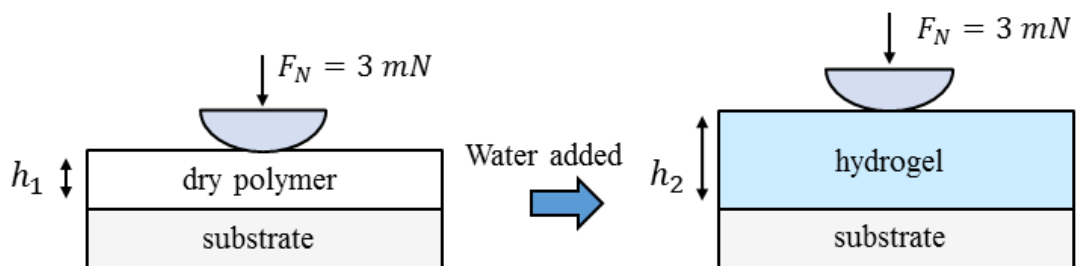 F_N = 3 mN
F_N = 3 mN
h_1
dry polymer
Water added
h_2
hydrogel
substrate
substrate